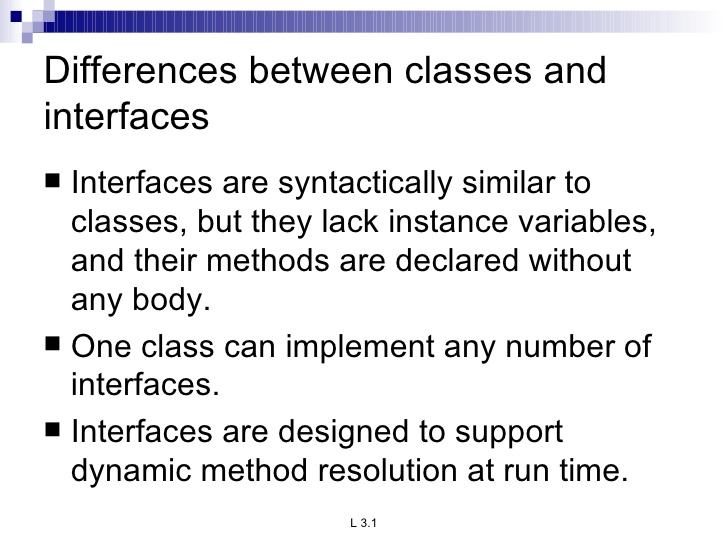 Differences between classes and
interfaces
Interfaces are syntactically similar to
classes, but they lack instance variables,
and their methods are declared without
any body.
One class can implement any number of
interfaces.
Interfaces are designed to support
dynamic method resolution at run time.
L 3.1